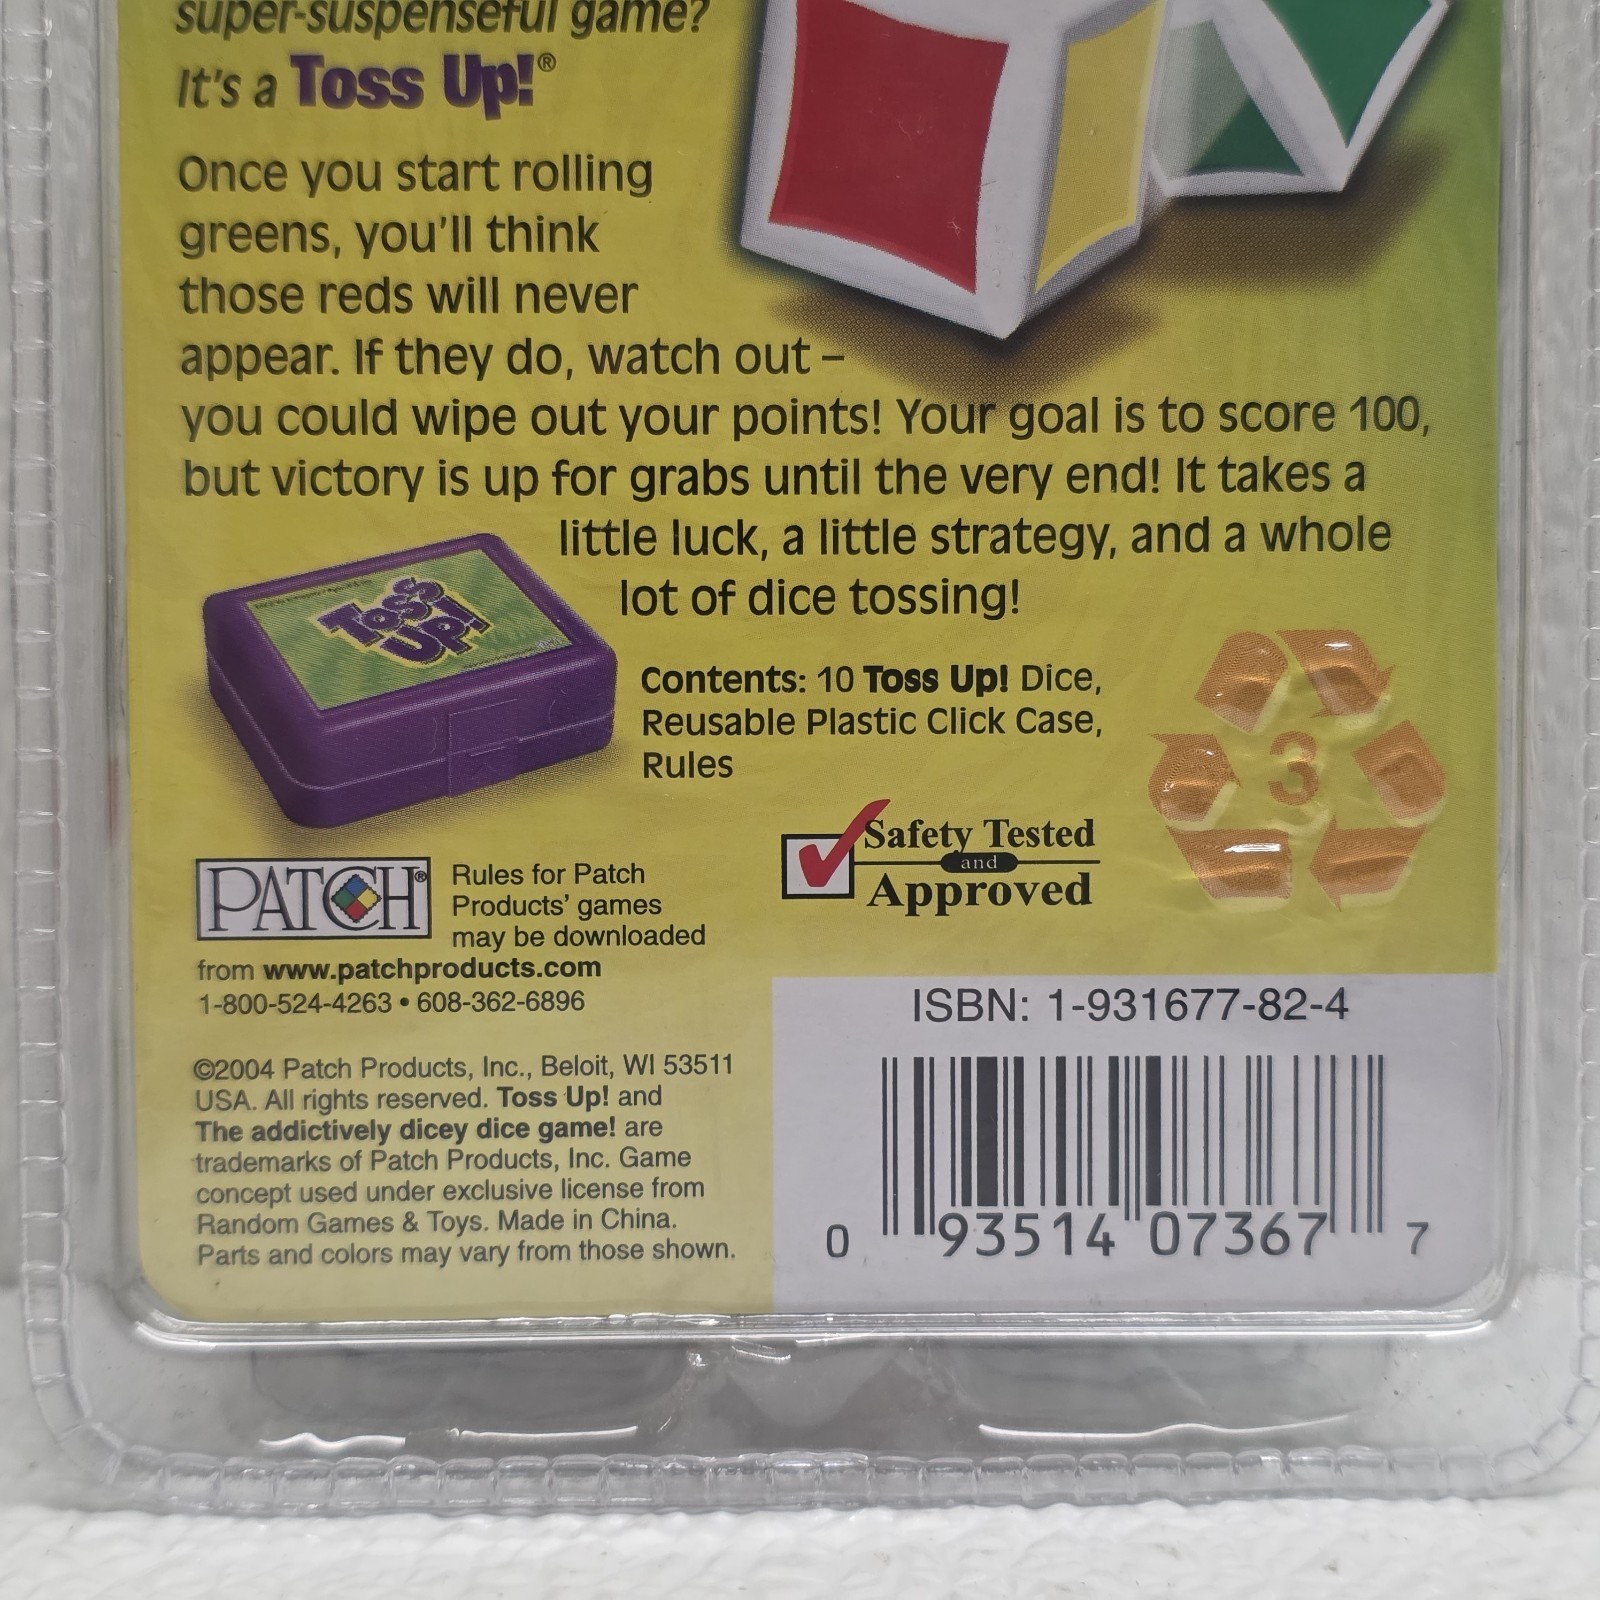 super-suspenseful game?
It's a Toss Up!®
Once you start rolling
greens, you'll think
those reds will never
appear. If they do, watch out –
you could wipe out your points! Your goal is to score 100,
but victory is up for grabs until the very end! It takes a
little luck, a little strategy, and a whole
lot of dice tossing!
Toss
Up!
Contents: 10 Toss Up! Dice,
Reusable Plastic Click Case,
Rules
3
Safety Tested
and
Approved
PATCH®
Rules for Patch
Products' games
may be downloaded
from www.patchproducts.com
1-800-524-4263 • 608-362-6896
©2004 Patch Products, Inc., Beloit, WI 53511
USA. All rights reserved. Toss Up! and
The addictively dicey dice game! are
trademarks of Patch Products, Inc. Game
concept used under exclusive license from
Random Games & Toys. Made in China.
Parts and colors may vary from those shown.
ISBN: 1-931677-82-4
0 93514 07367 7